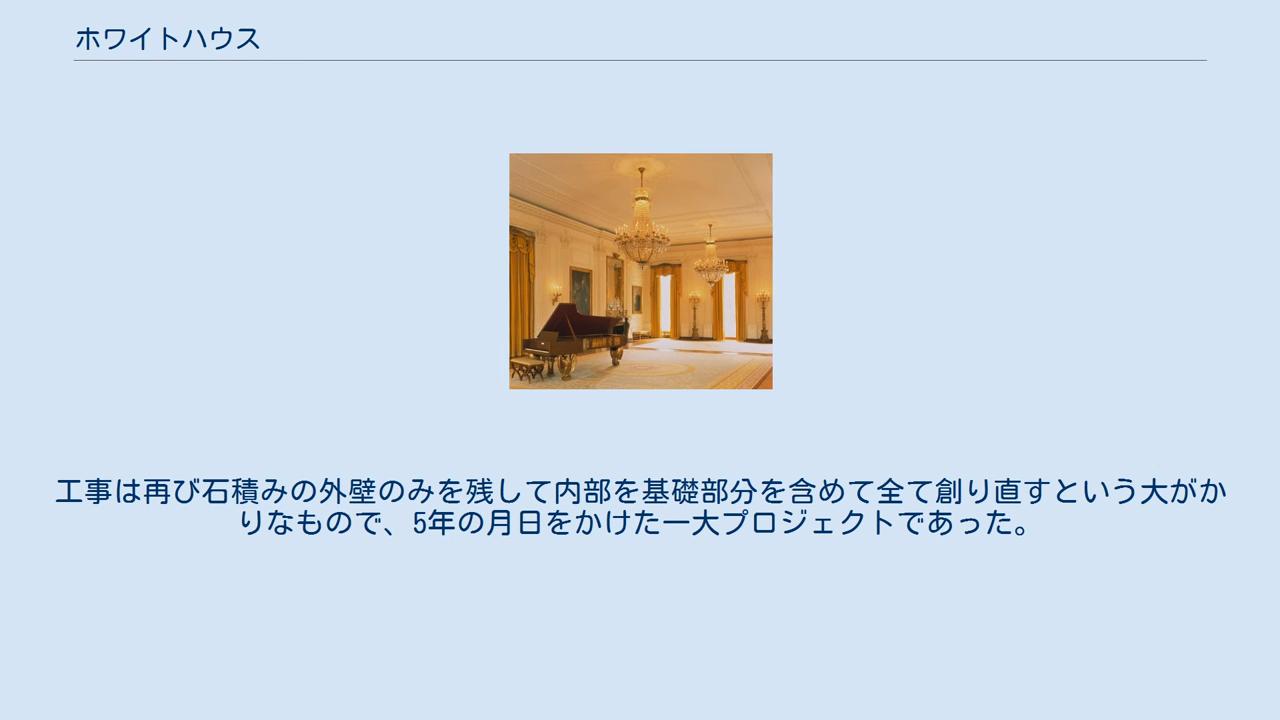 ホワイトハウス
工事は再び石積みの外壁のみを残して内部を基礎部分を含めて全て創り直すという大がか
りなもので、5年の月日をかけた一大プロジェクトであった。